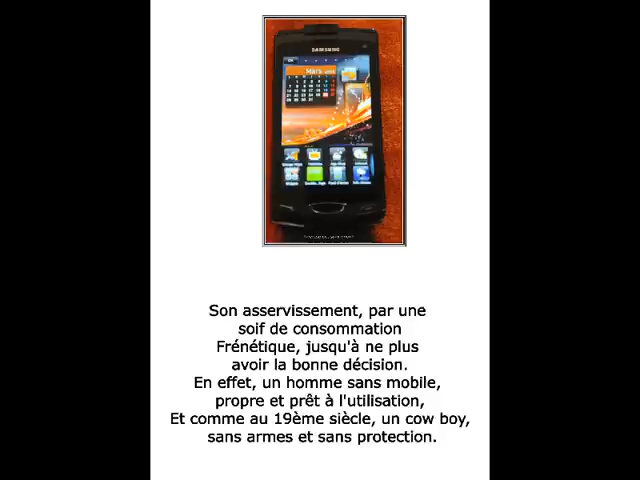 SAMSUNG
Mars
Son asservissement, par une
soif de consommation
Frénétique, jusqu'à ne plus
avoir la bonne décision.
En effet, un homme sans mobile,
propre et prêt à l'utilisation,
Et comme au 19ème siècle, un cow boy,
sans armes et sans protection.